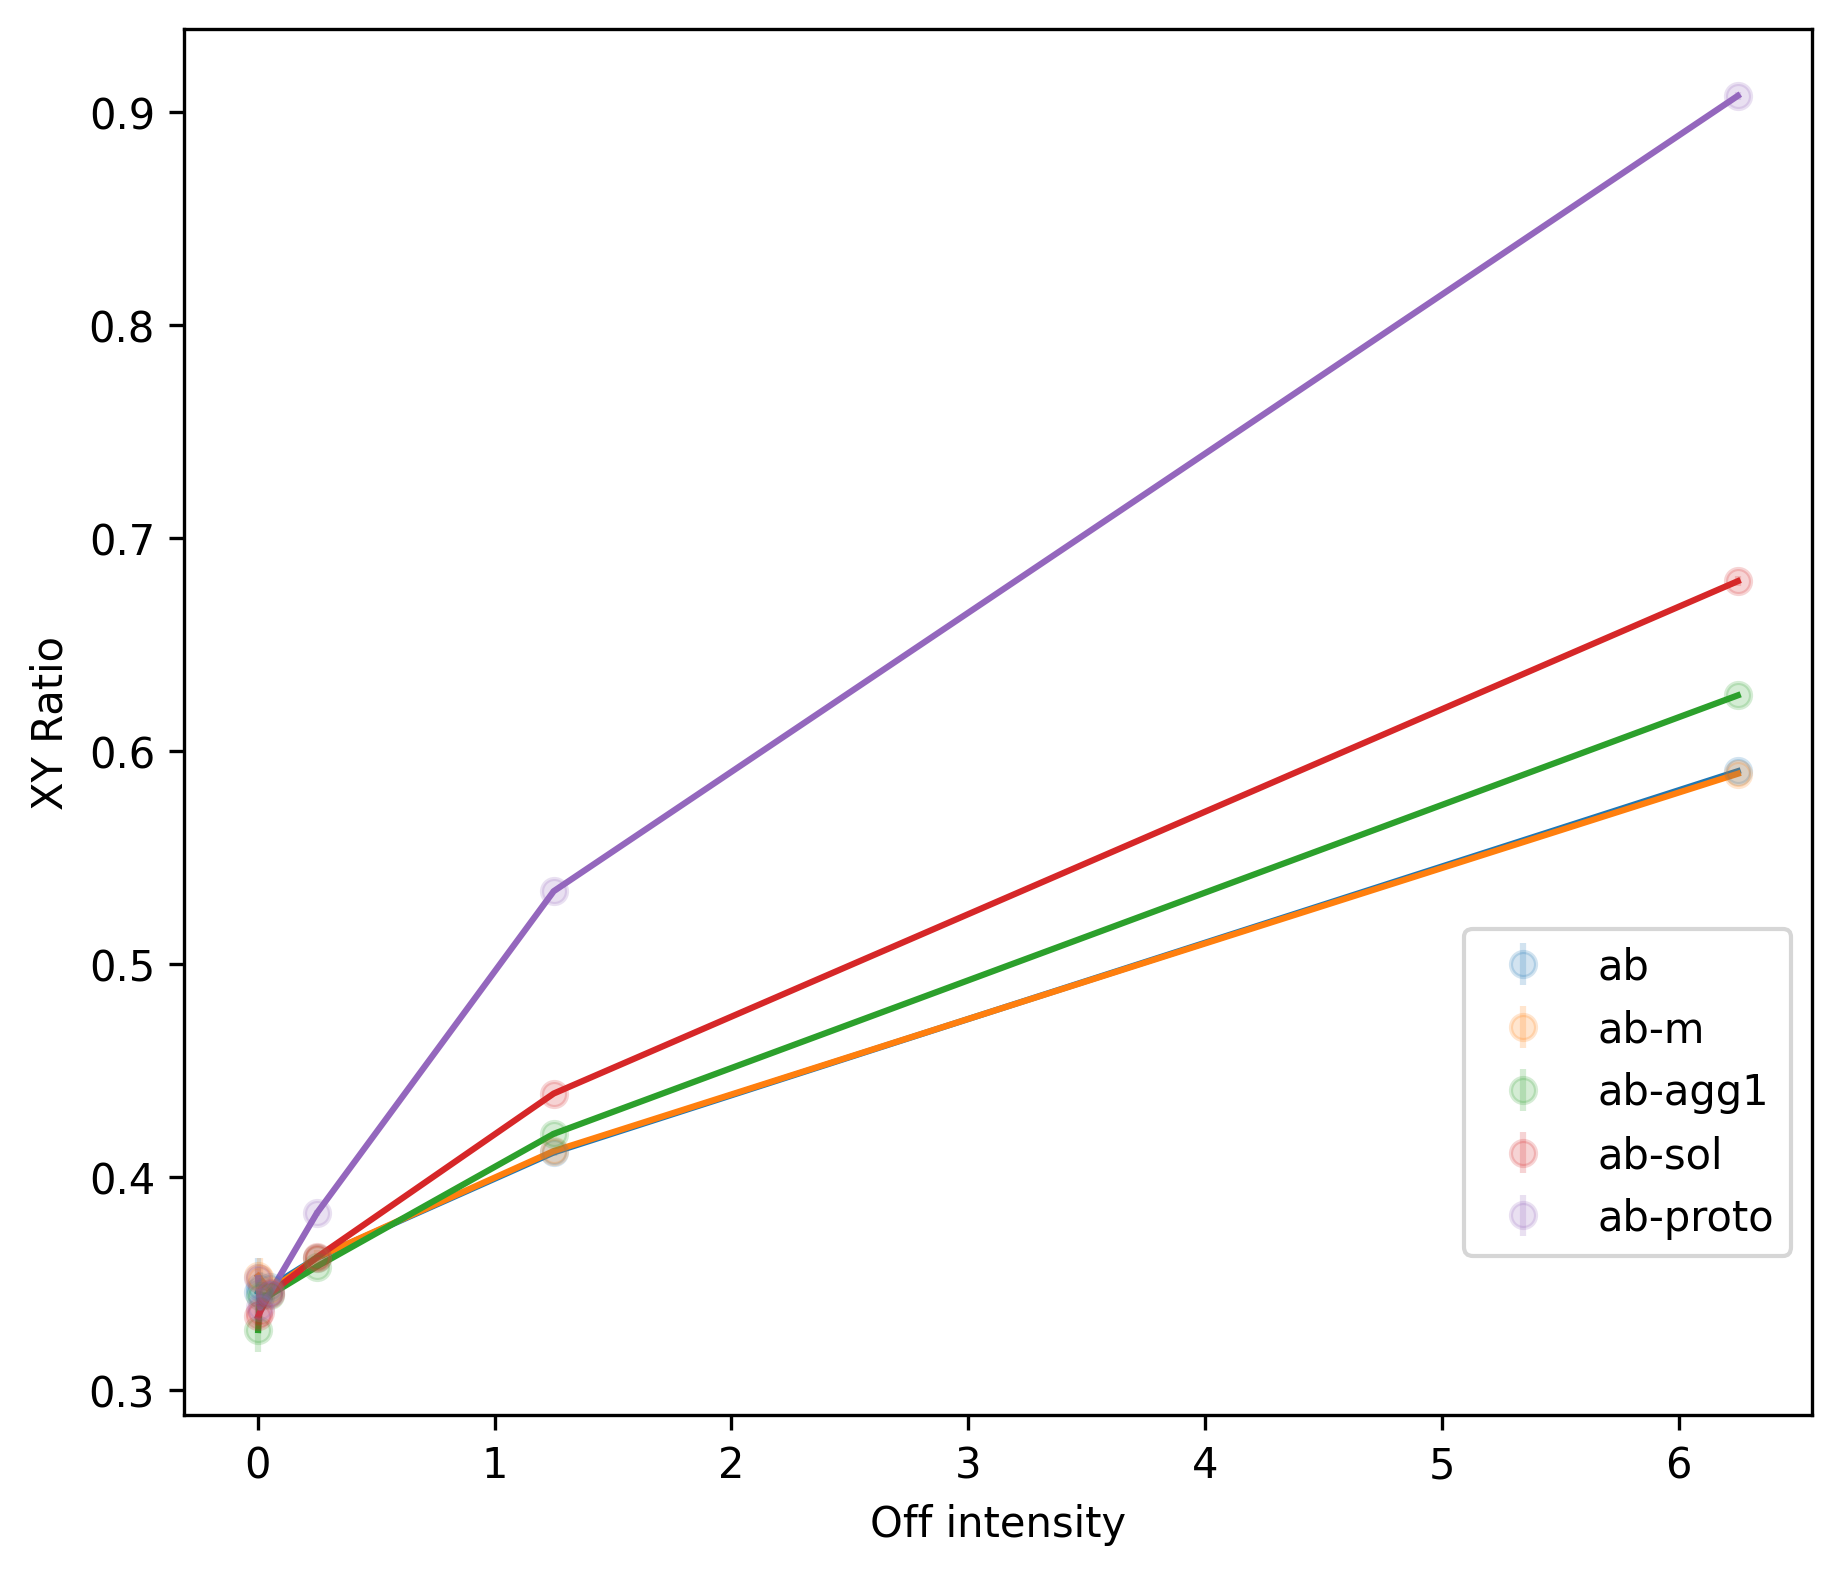 0.9
0.8
0.7
0.6
0.5
0.4
0.3
XY Ratio
0 1 2 3 4 5 6
Off intensity
ab
ab-m
ab-agg1
ab-sol
ab-proto